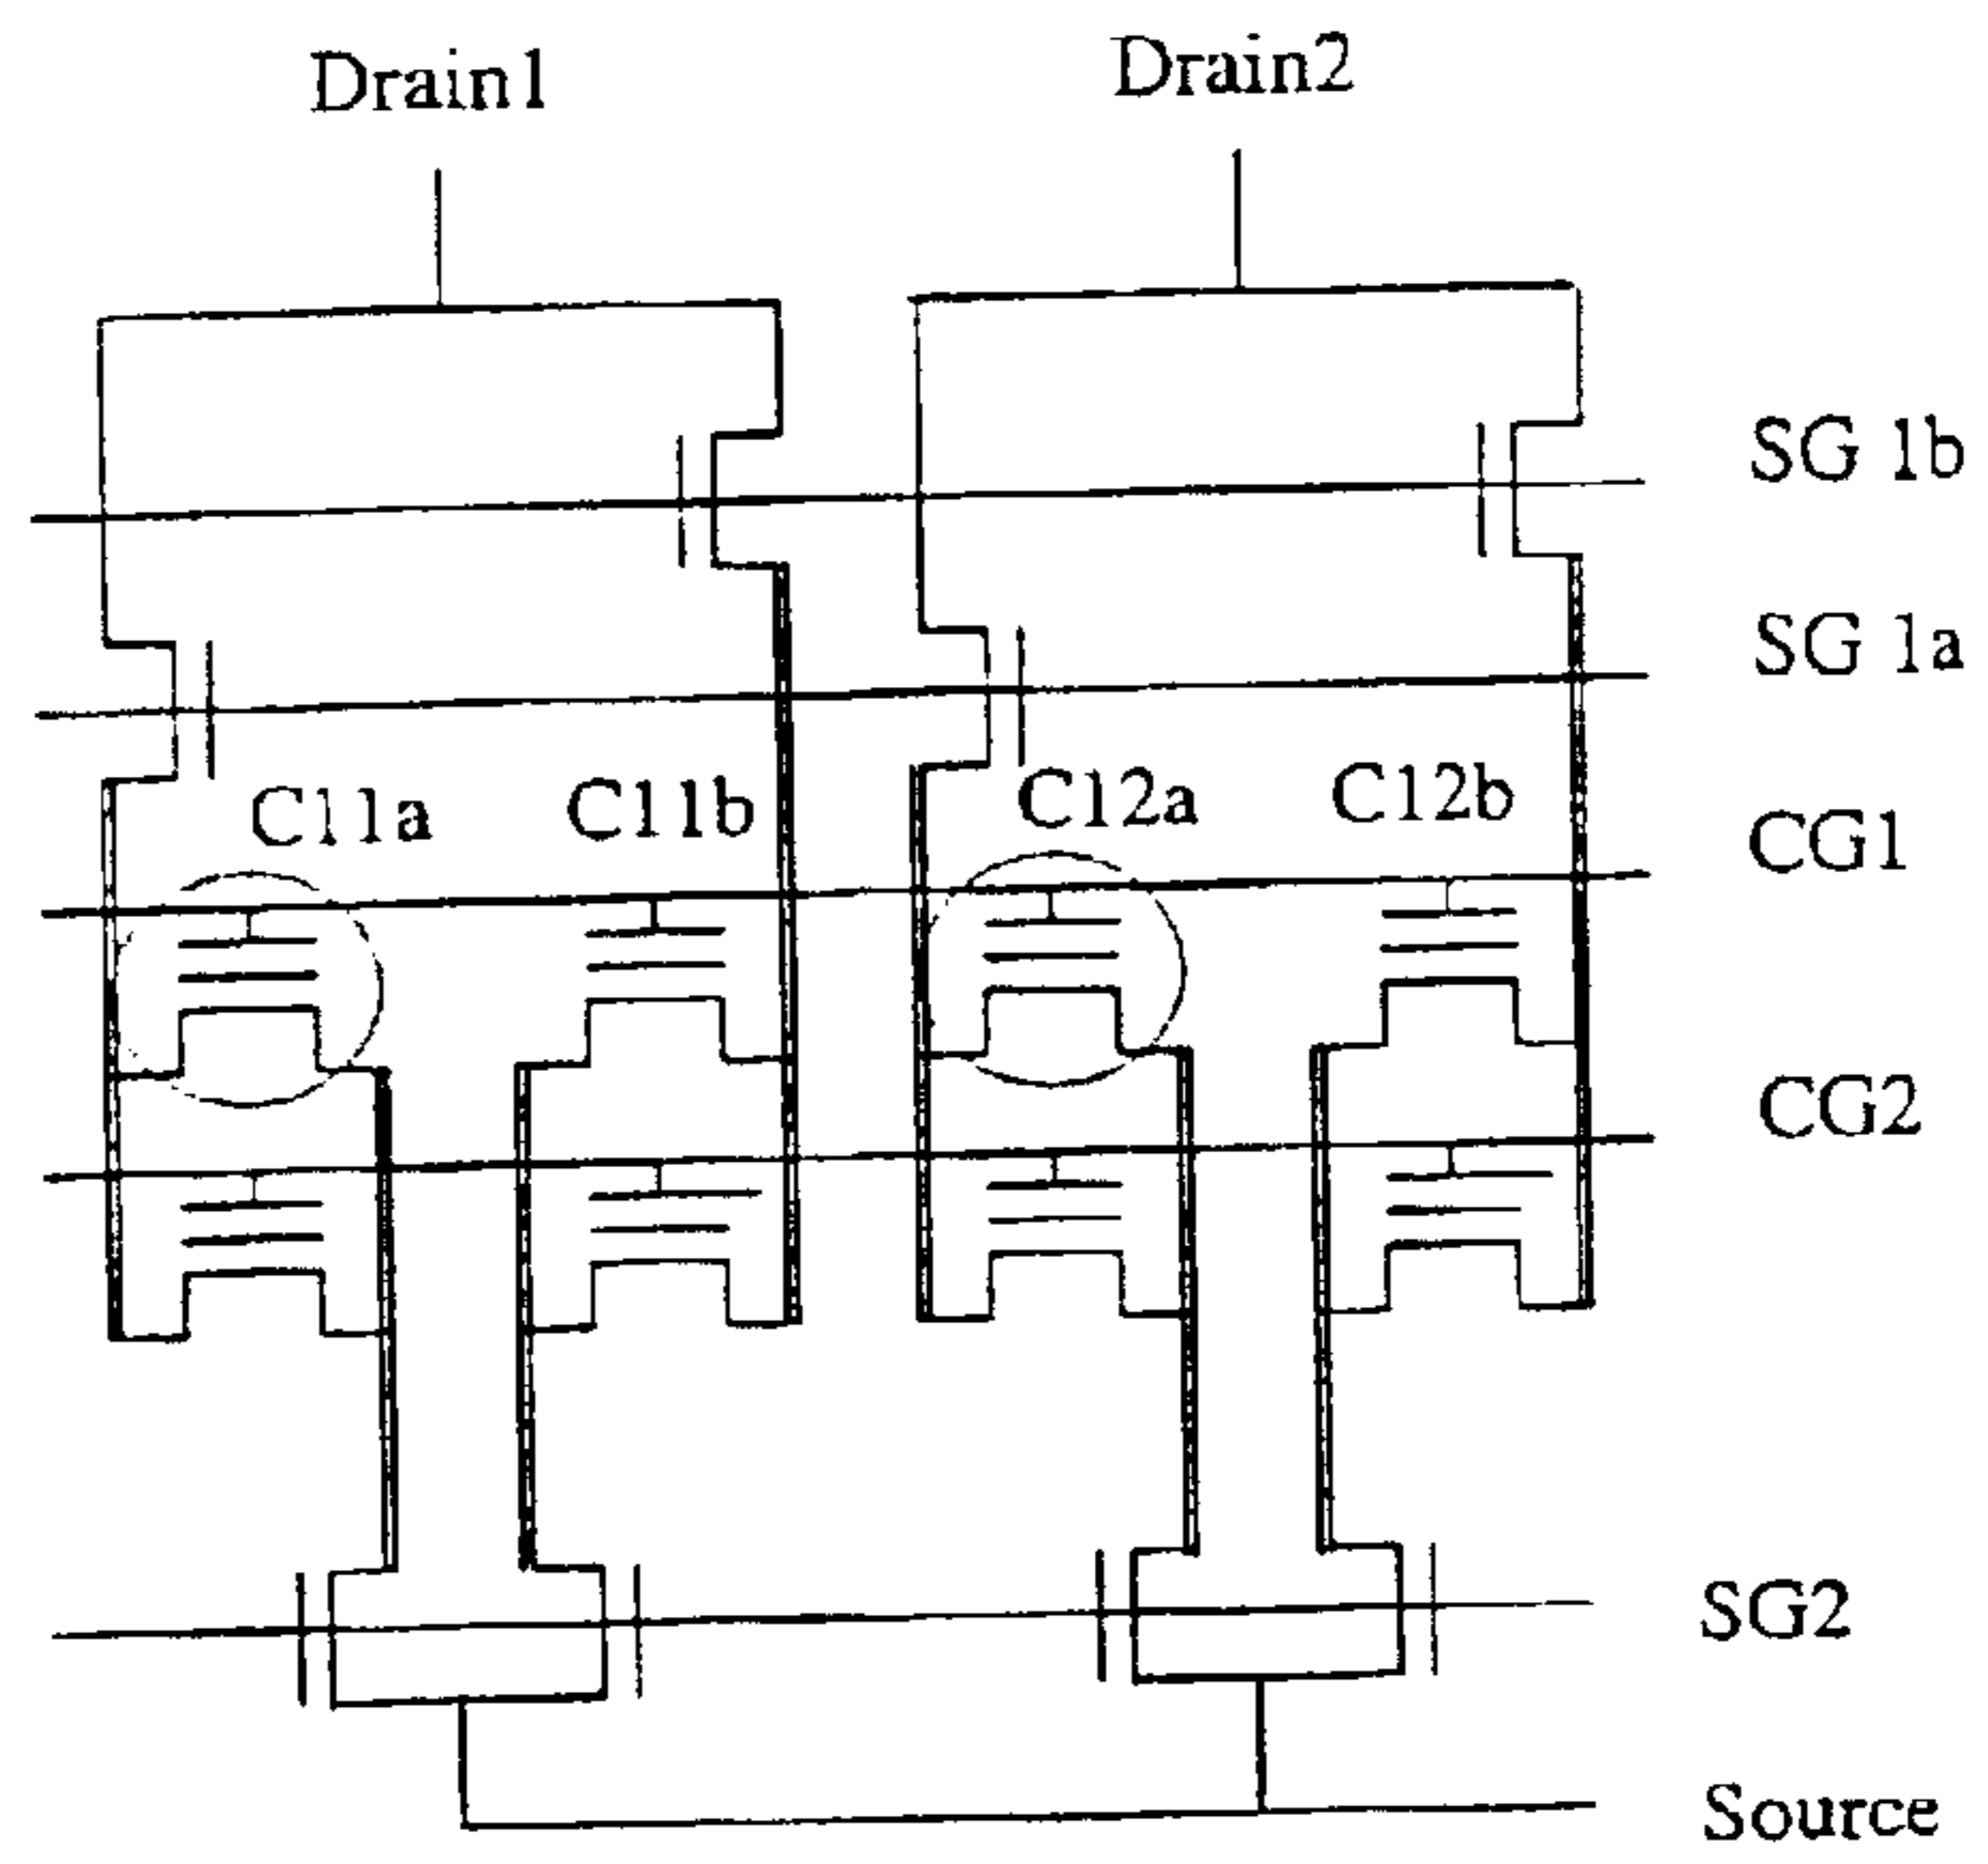 Drain1
Drain2
SG 1b
SG 1a
C11a
C11b
C12a
C12b
CG1
CG2
SG2
Source